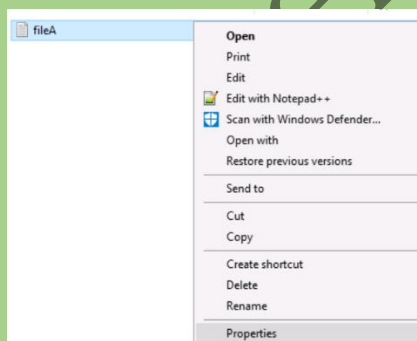 fileA
Open
Print
Edit
Edit with Notepad++
Scan with Windows Defender...
Open with
Restore previous versions
Send to
Cut
Copy
Create shortcut
Delete
Rename
Properties